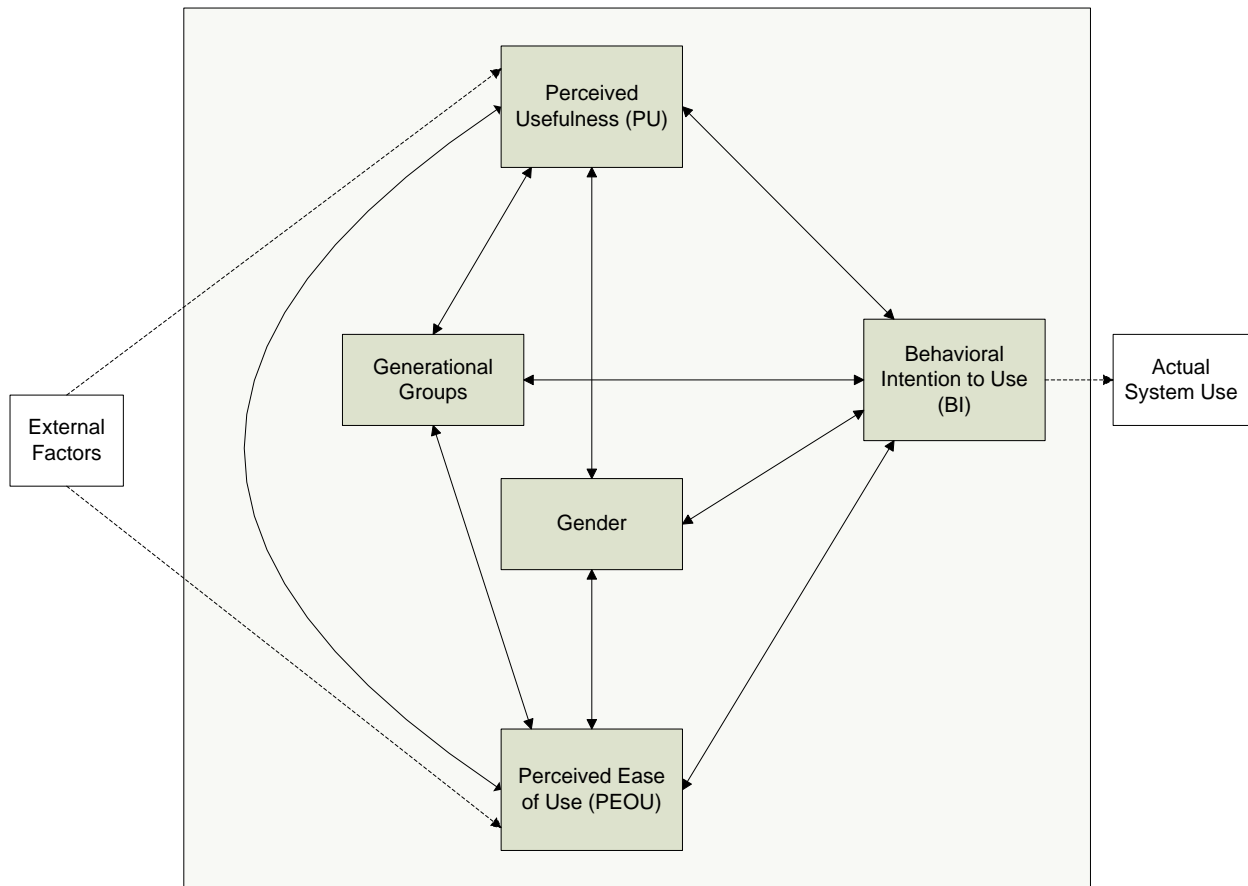 Perceived
Usefulness (PU)
Generational
Groups
Behavioral
Intention to Use
(BI)
Actual
System Use
External
Factors
Gender
Perceived Ease
of Use (PEOU)